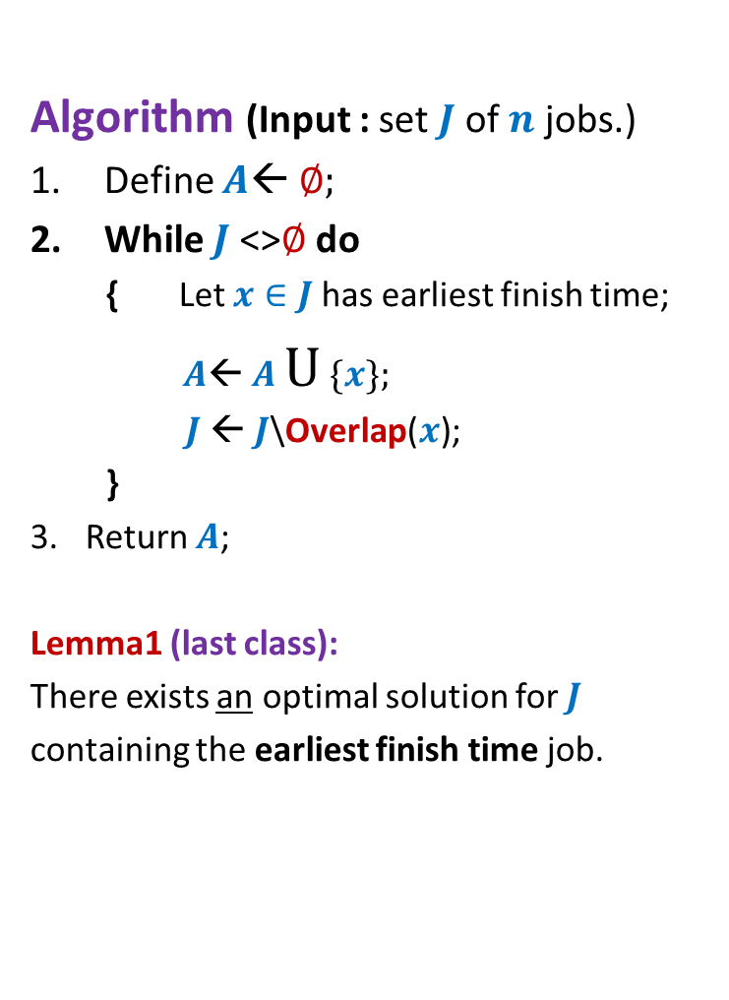 Algorithm (Input : set J of n jobs.)
1. Define A← ∅;
2. While J <>∅ do
{ Let x ∈ J has earliest finish time;
A← A ⋃ {x};
J ← J\Overlap(x);
}
3. Return A;
Lemma1 (last class):
There exists an optimal solution for J
containing the earliest finish time job.